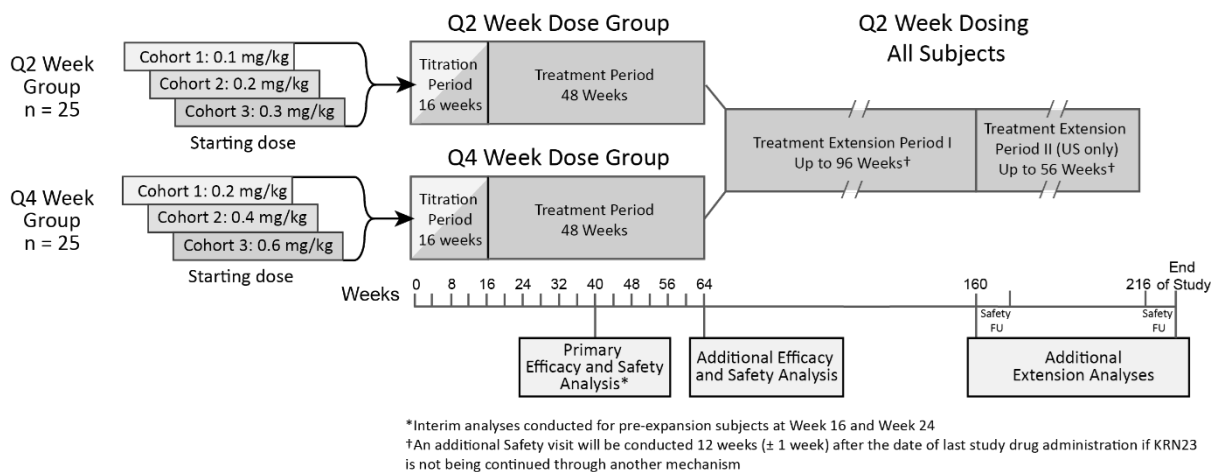 Q2 Week Dose Group
Q2 Week Dosing
All Subjects
Q2 Week
Group
n = 25
Cohort 1: 0.1 mg/kg
Cohort 2: 0.2 mg/kg
Cohort 3: 0.3 mg/kg
Starting dose
Titration
Period
16 weeks
Treatment Period
48 Weeks
Treatment Extension Period I
Up to 96 Weeks†
Treatment Extension
Period II (US only)
Up to 56 Weeks†
Q4 Week Dose Group
Q4 Week
Group
n = 25
Cohort 1: 0.2 mg/kg
Cohort 2: 0.4 mg/kg
Cohort 3: 0.6 mg/kg
Starting dose
Titration
Period
16 weeks
Treatment Period
48 Weeks
Weeks
0 8 16 24 32 40 48 56 64 160 216
End
of Study
Safety
FU
Safety
FU
Primary
Efficacy and Safety
Analysis*
Additional Efficacy
and Safety Analysis
Additional
Extension Analyses
*Interim analyses conducted for pre-expansion subjects at Week 16 and Week 24
†An additional Safety visit will be conducted 12 weeks (± 1 week) after the date of last study drug administration if KRN23
is not being continued through another mechanism